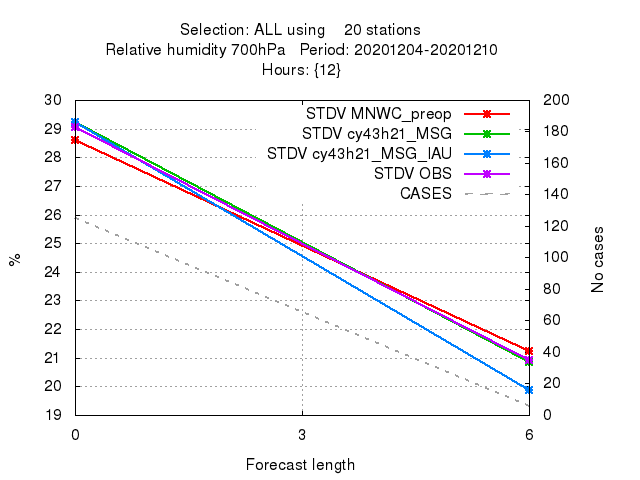 Selection: ALL using 20 stations
Relative humidity 700hPa Period: 20201204-20201210
Hours: {12}
30 200
29 180
28 160
27 140
26 120
25 100
24 80
23 60
22 40
21 20
20 0
19
STDV MNWC_preop
STDV cy43h21_MSG
STDV cy43h21_MSG_IAU
STDV OBS
CASES
%
No cases
0 3 6
Forecast length